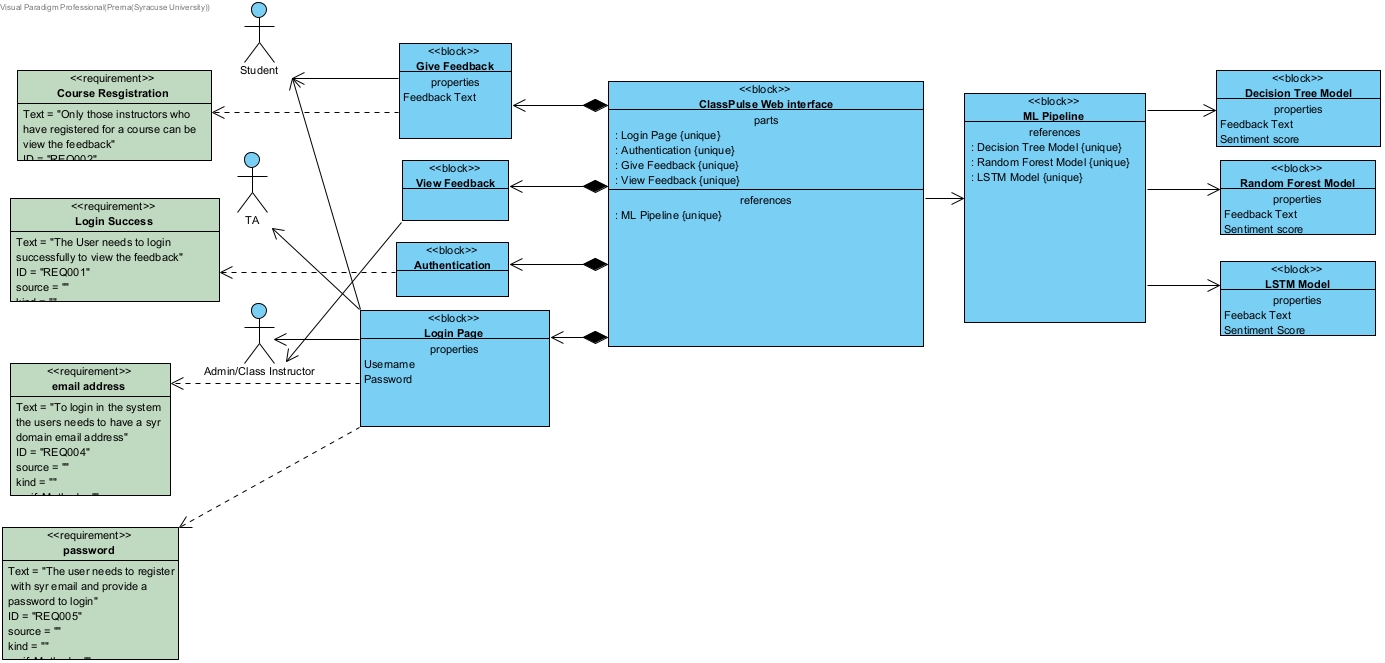 Visual Paradigm Professional(Prema(Syracuse University))
Student
<<requirement>>
Course Resgistration
Text = "Only those instructors who
have registered for a course can be
view the feedback"
ID = "REQ002"
TA
<<requirement>>
Login Success
Text = "The User needs to login
successfully to view the feedback"
ID = "REQ001"
source = ""
kind = ""
Admin/Class Instructor
<<requirement>>
email address
Text = "To login in the system
the users needs to have a syr
domain email address"
ID = "REQ004"
source = ""
kind = ""
<<requirement>>
password
Text = "The user needs to register
with syr email and provide a
password to login"
ID = "REQ005"
source = ""
kind = ""
<<block>>
Give Feedback
properties
Feedback Text
<<block>>
View Feedback
<<block>>
Authentication
<<block>>
Login Page
properties
Username
Password
<<block>>
ClassPulse Web interface
parts
: Login Page {unique}
: Authentication {unique}
: Give Feedback {unique}
: View Feedback {unique}
references
: ML Pipeline {unique}
<<block>>
ML Pipeline
references
: Decision Tree Model {unique}
: Random Forest Model {unique}
: LSTM Model {unique}
<<block>>
Decision Tree Model
properties
Feedback Text
Sentiment score
<<block>>
Random Forest Model
properties
Feedback Text
Sentiment score
<<block>>
LSTM Model
properties
Feeback Text
Sentiment Score